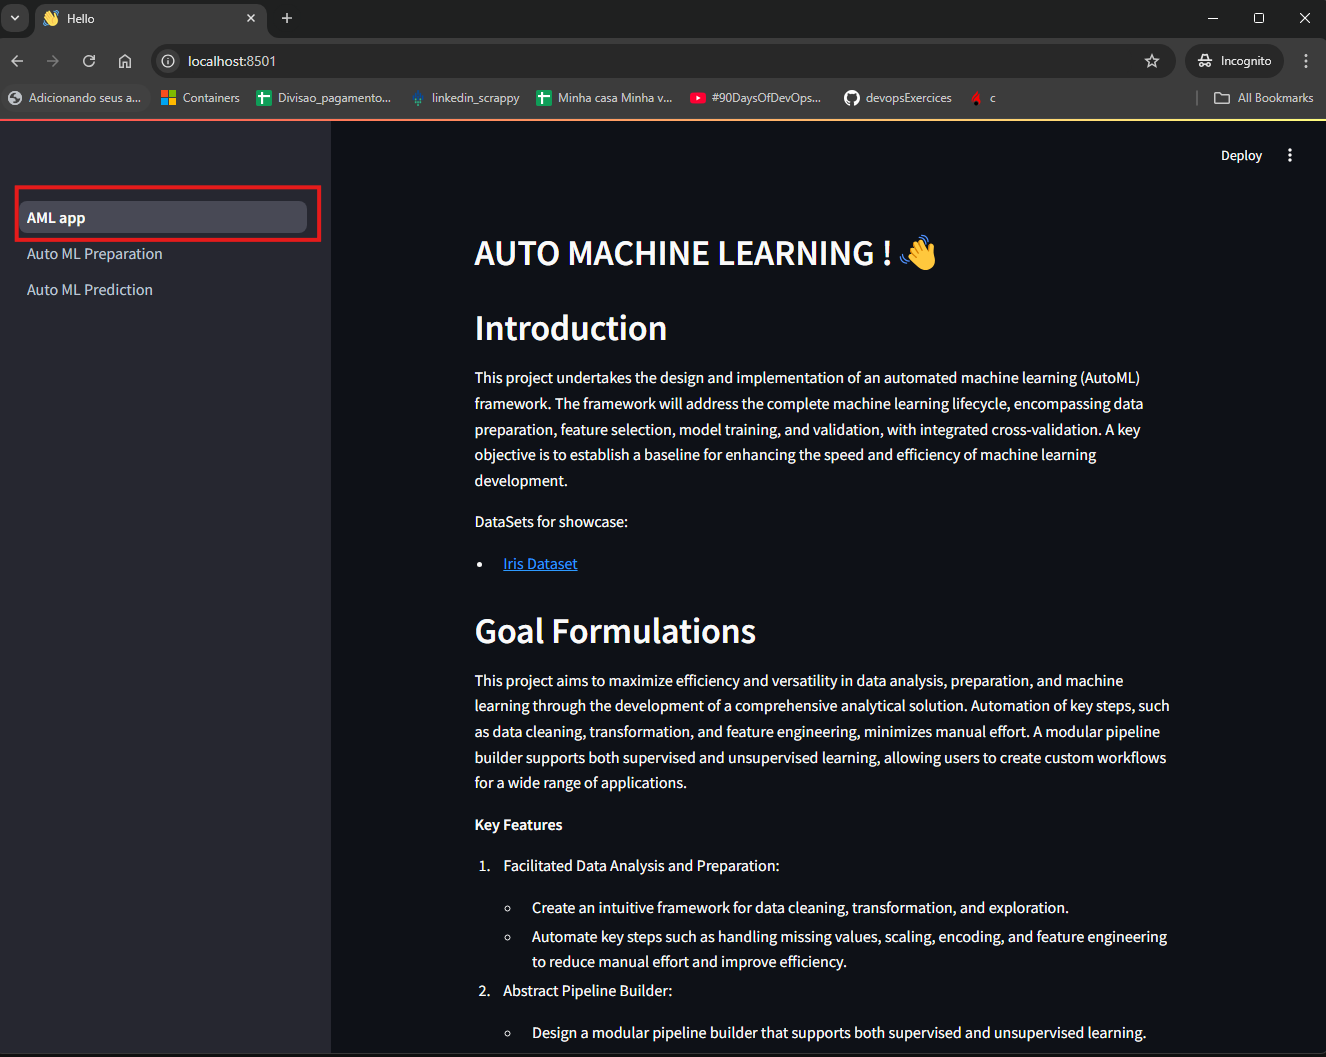 Hello
localhost:8501
Incognito
Adicionando seus a...
Containers
Divisao_pagamento...
linkedin_scrappy
Minha casa Minha v...
#90DaysOfDevOps...
devopsExercices
c
All Bookmarks
Deploy
AML app
Auto ML Preparation
Auto ML Prediction
AUTO MACHINE LEARNING ! 👋
Introduction
This project undertakes the design and implementation of an automated machine learning (AutoML)
framework. The framework will address the complete machine learning lifecycle, encompassing data
preparation, feature selection, model training, and validation, with integrated cross-validation. A key
objective is to establish a baseline for enhancing the speed and efficiency of machine learning
development.
DataSets for showcase:
• Iris Dataset
Goal Formulations
This project aims to maximize efficiency and versatility in data analysis, preparation, and machine
learning through the development of a comprehensive analytical solution. Automation of key steps, such
as data cleaning, transformation, and feature engineering, minimizes manual effort. A modular pipeline
builder supports both supervised and unsupervised learning, allowing users to create custom workflows
for a wide range of applications.
Key Features
1. Facilitated Data Analysis and Preparation:
◦ Create an intuitive framework for data cleaning, transformation, and exploration.
◦ Automate key steps such as handling missing values, scaling, encoding, and feature engineering
to reduce manual effort and improve efficiency.
2. Abstract Pipeline Builder:
◦ Design a modular pipeline builder that supports both supervised and unsupervised learning.